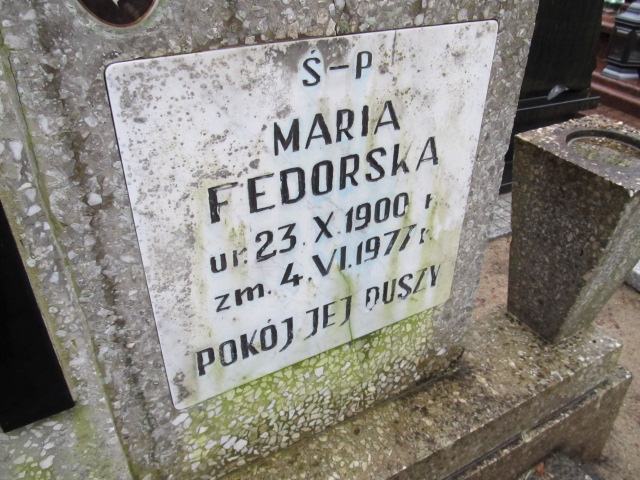 Ś-P
MARIA
FEDORSKA
ur. 23. X. 1900 r.
zm. 4. VI. 1977 r.
POKÓJ JEJ DUSZY